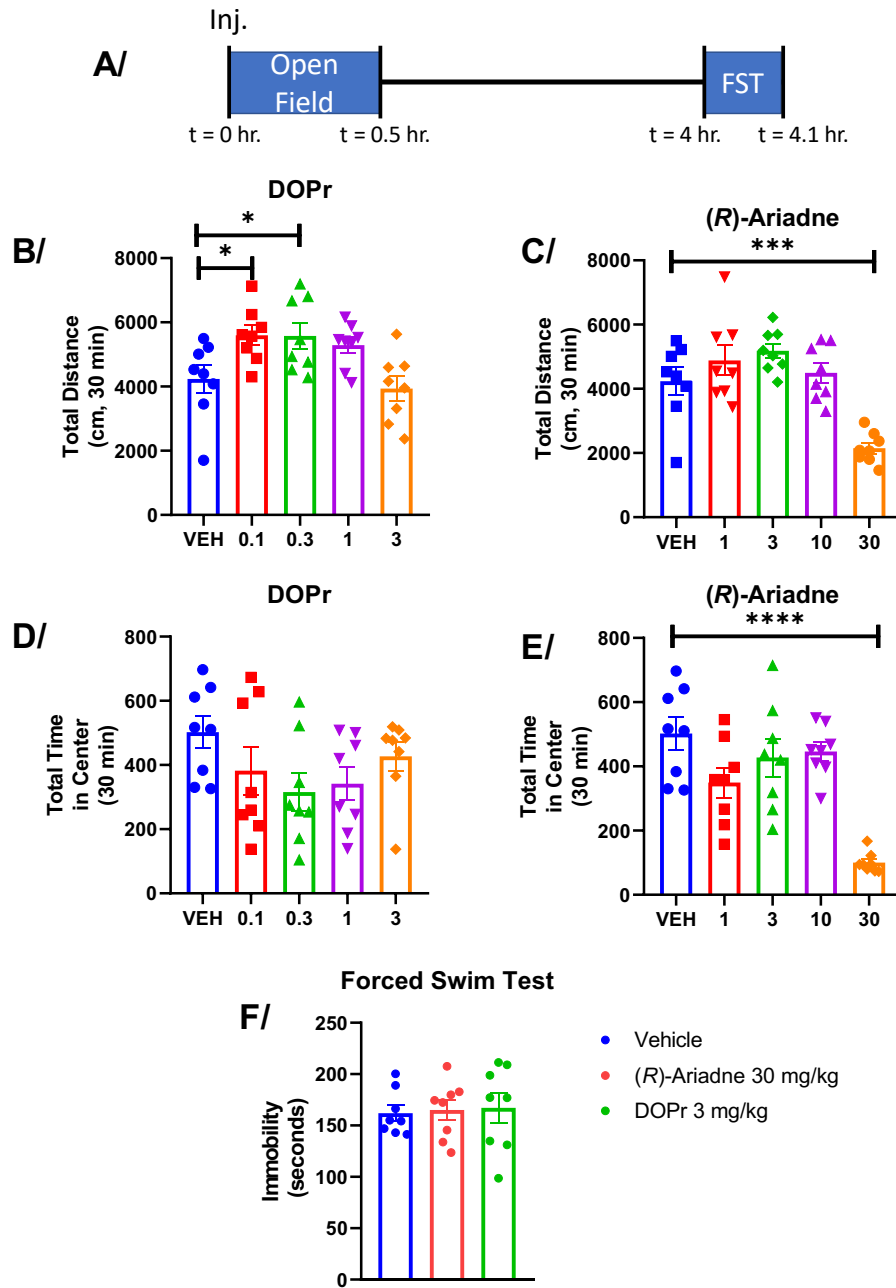 Inj.
A/
Open
Field
FST
t = 0 hr.
t = 0.5 hr.
t = 4 hr.
t = 4.1 hr.
DOPr
B/
*
*
Total Distance
(cm, 30 min)
8000
6000
4000
2000
0
VEH 0.1 0.3 1 3
(R)-Ariadne
C/
***
Total Distance
(cm, 30 min)
8000
6000
4000
2000
0
VEH 1 3 10 30
DOPr
D/
Total Time
in Center
(30 min)
800
600
400
200
0
VEH 0.1 0.3 1 3
(R)-Ariadne
E/
****
Total Time
in Center
(30 min)
800
600
400
200
0
VEH 1 3 10 30
Forced Swim Test
F/
Immobility
(seconds)
250
200
150
100
50
0
Vehicle
(R)-Ariadne 30 mg/kg
DOPr 3 mg/kg